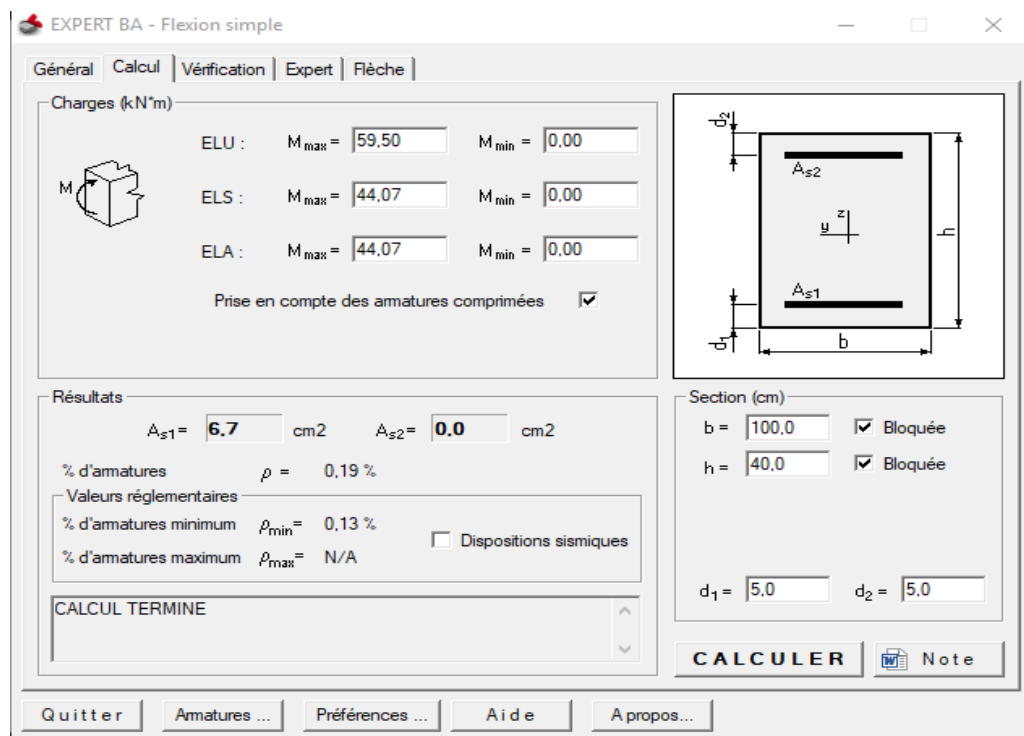 EXPERT BA - Flexion simple
Général Calcul Vérification Expert Flèche
Charges (kN*m)
M
ELU : Mmax = 59,50 Mmin = 0,00
ELS : Mmax = 44,07 Mmin = 0,00
ELA : Mmax = 44,07 Mmin = 0,00
Prise en compte des armatures comprimées
d2
As2
z
y
h
As1
d1
b
Résultats
As1= 6,7 cm2 As2= 0,0 cm2
% d'armatures ρ = 0,19 %
Valeurs réglementaires
% d'armatures minimum ρmin= 0,13 %
% d'armatures maximum ρmax= N/A
Dispositions sismiques
CALCUL TERMINE
Section (cm)
b = 100,0 Bloquée
h = 40,0 Bloquée
d1 = 5,0 d2 = 5,0
CALCULER Note
Quitter Armatures ... Préférences ... Aide A propos...